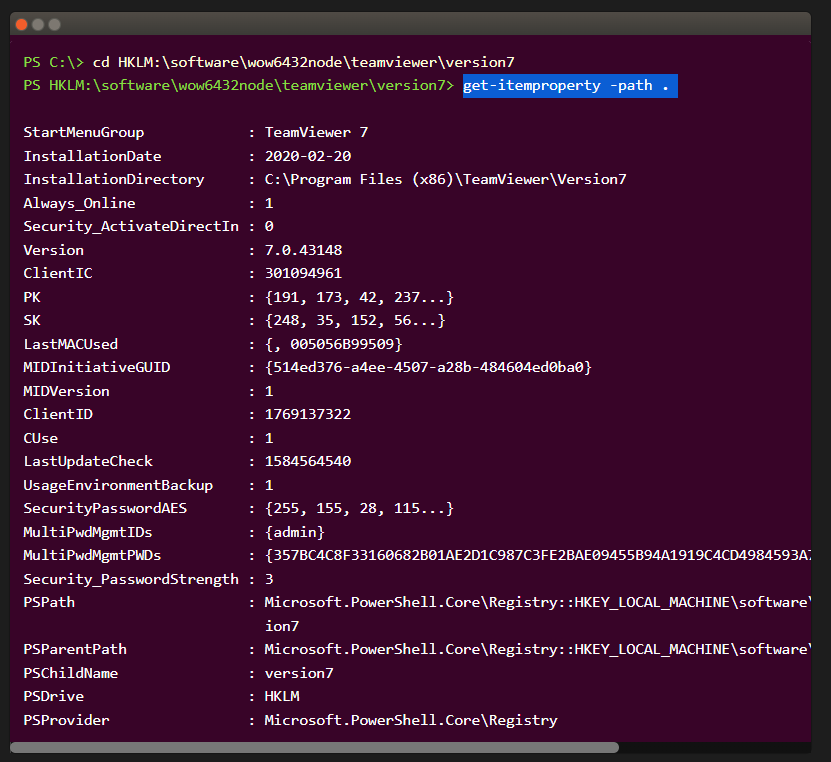 PS C:\> cd HKLM:\software\wow6432node\teamviewer\version7
PS HKLM:\software\wow6432node\teamviewer\version7> get-itemproperty -path .
StartMenuGroup : TeamViewer 7
InstallationDate : 2020-02-20
InstallationDirectory : C:\Program Files (x86)\TeamViewer\Version7
Always_Online : 1
Security_ActivateDirectIn : 0
Version : 7.0.43148
ClientIC : 301094961
PK : {191, 173, 42, 237...}
SK : {248, 35, 152, 56...}
LastMACUsed : {, 005056B99509}
MIDInitiativeGUID : {514ed376-a4ee-4507-a28b-484604ed0ba0}
MIDVersion : 1
ClientID : 1769137322
CUse : 1
LastUpdateCheck : 1584564540
UsageEnvironmentBackup : 1
SecurityPasswordAES : {255, 155, 28, 115...}
MultiPwdMgmtIDs : {admin}
MultiPwdMgmtPWDs : {357BC4C8F33160682B01AE2D1C987C3FE2BAE09455B94A1919C4CD4984593A7
Security_PasswordStrength : 3
PSPath : Microsoft.PowerShell.Core\Registry::HKEY_LOCAL_MACHINE\software\
ion7
PSParentPath : Microsoft.PowerShell.Core\Registry::HKEY_LOCAL_MACHINE\software\
PSChildName : version7
PSDrive : HKLM
PSProvider : Microsoft.PowerShell.Core\Registry